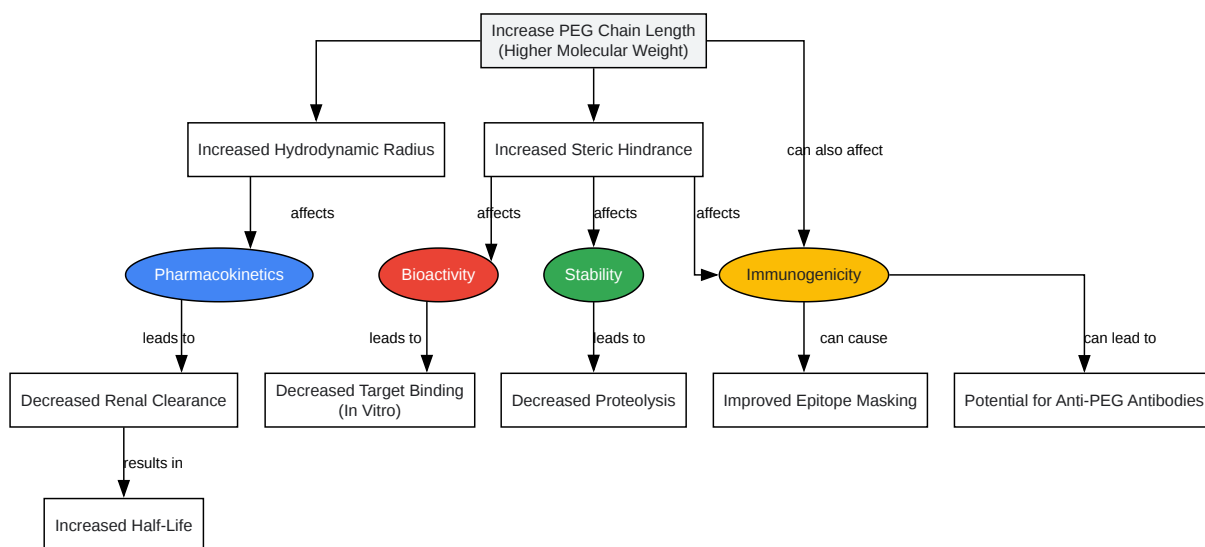 Increase PEG Chain Length
(Higher Molecular Weight)
Increased Hydrodynamic Radius
Increased Steric Hindrance
can also affect
affects
affects
affects
affects
Pharmacokinetics
Bioactivity
Stability
Immunogenicity
leads to
leads to
leads to
can cause
can lead to
Decreased Renal Clearance
Decreased Target Binding
(In Vitro)
Decreased Proteolysis
Improved Epitope Masking
Potential for Anti-PEG Antibodies
results in
Increased Half-Life